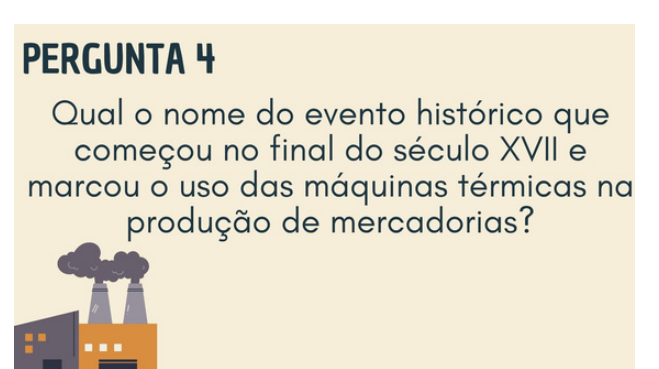 PERGUNTA 4
Qual o nome do evento histórico que
começou no final do século XVII e
marcou o uso das máquinas térmicas na
produção de mercadorias?